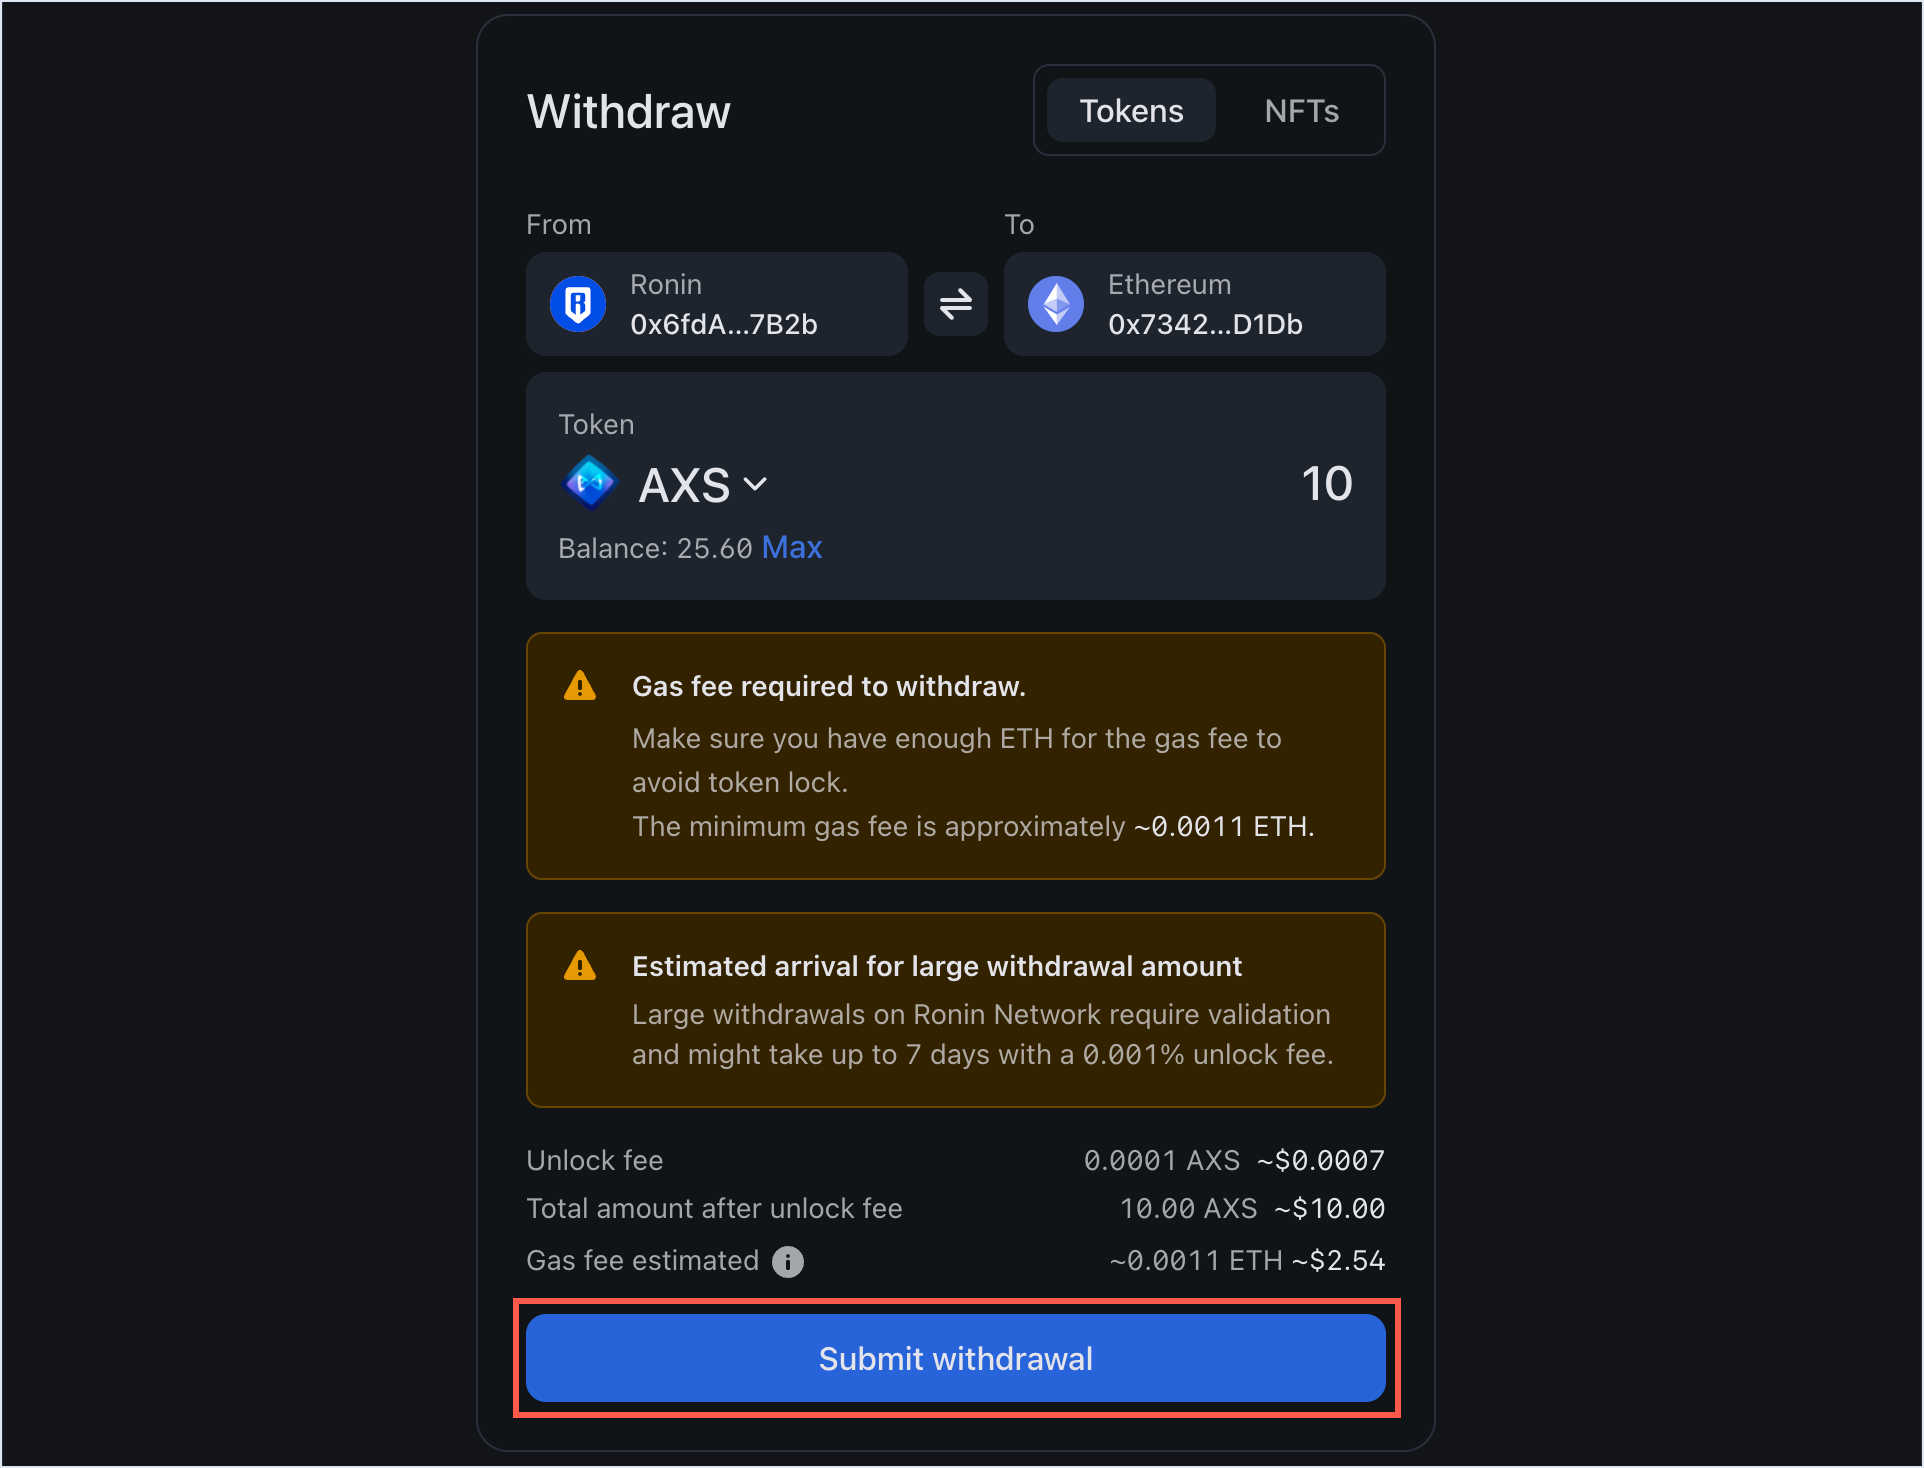 Withdraw
Tokens NFTs
From To
Ronin
0x6fdA...7B2b
Ethereum
0x7342...D1Db
Token
AXS 10
Balance: 25.60 Max
Gas fee required to withdraw.
Make sure you have enough ETH for the gas fee to
avoid token lock.
The minimum gas fee is approximately ~0.0011 ETH.
Estimated arrival for large withdrawal amount
Large withdrawals on Ronin Network require validation
and might take up to 7 days with a 0.001% unlock fee.
Unlock fee 0.0001 AXS ~$0.0007
Total amount after unlock fee 10.00 AXS ~$10.00
Gas fee estimated ~0.0011 ETH ~$2.54
Submit withdrawal